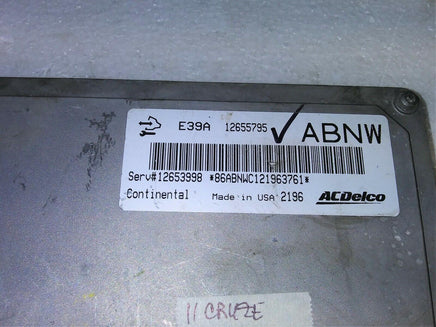 E39A 12655795 ABNW
Serv#12653998 *86ABNWC121963761*
Continental Made in USA 2196 ACDelco
11 CRUZE